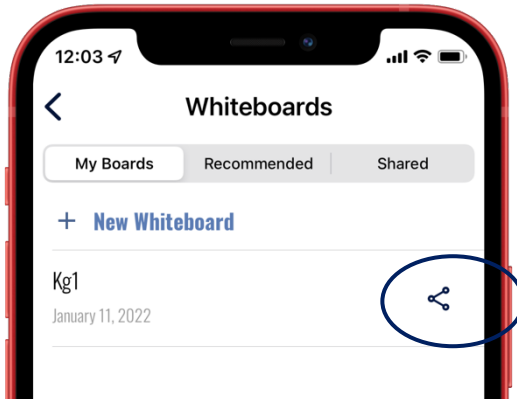 12:03
Whiteboards
My Boards Recommended Shared
+ New Whiteboard
Kg1
January 11, 2022